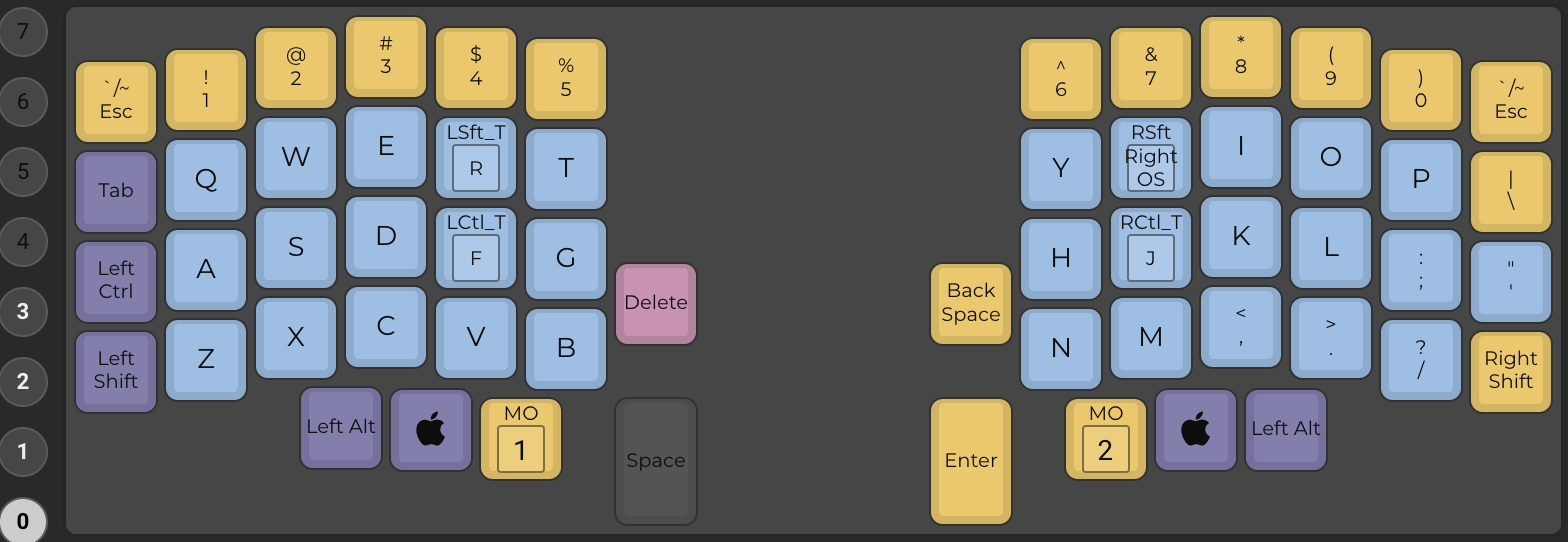 7
6
5
4
3
2
1
0
`/~
Esc
!
1
@
2
#
3
$
4
%
5
^
6
&
7
*
8
(
9
)
0
`/~
Esc
Tab
Q
W
E
LSft_T
R
T
Y
RSft
Right
OS
I
O
P
|
\
Left
Ctrl
A
S
D
LCtl_T
F
G
H
RCtl_T
J
K
L
:
;
"
'
Left
Shift
Z
X
C
V
B
Delete
Back
Space
N
M
<
,
>
.
?
/
Right
Shift
Left Alt
MO
1
Space
Enter
MO
2
Left Alt